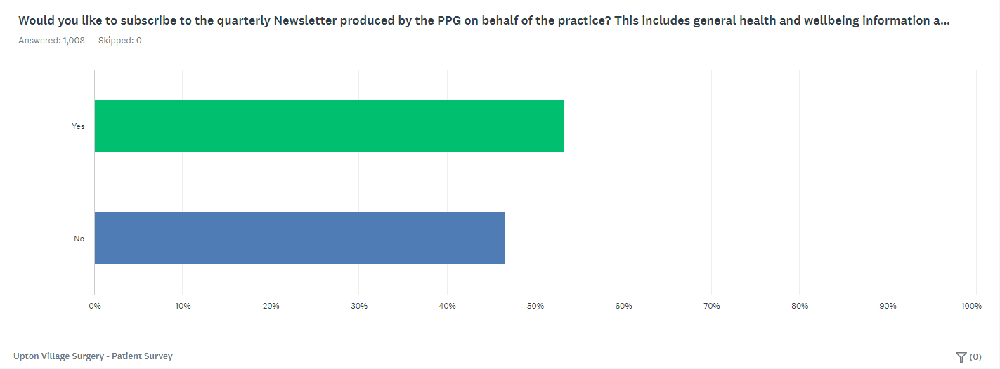 Would you like to subscribe to the quarterly Newsletter produced by the PPG on behalf of the practice? This includes general health and wellbeing information a...
Answered: 1,008 Skipped: 0
Yes
No
0% 10% 20% 30% 40% 50% 60% 70% 80% 90% 100%
Upton Village Surgery - Patient Survey (0)